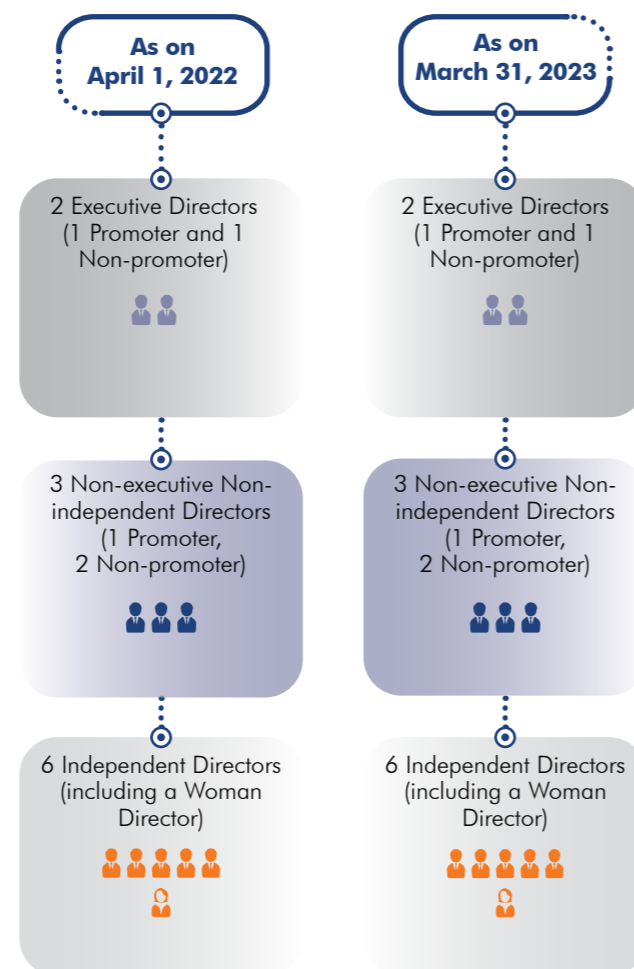 As on
April 1, 2022
2 Executive Directors
(1 Promoter and 1
Non-promoter)
3 Non-executive Non-
independent Directors
(1 Promoter,
2 Non-promoter)
6 Independent Directors
(including a Woman
Director)
As on
March 31, 2023
2 Executive Directors
(1 Promoter and 1
Non-promoter)
3 Non-executive Non-
independent Directors
(1 Promoter,
2 Non-promoter)
6 Independent Directors
(including a Woman
Director)